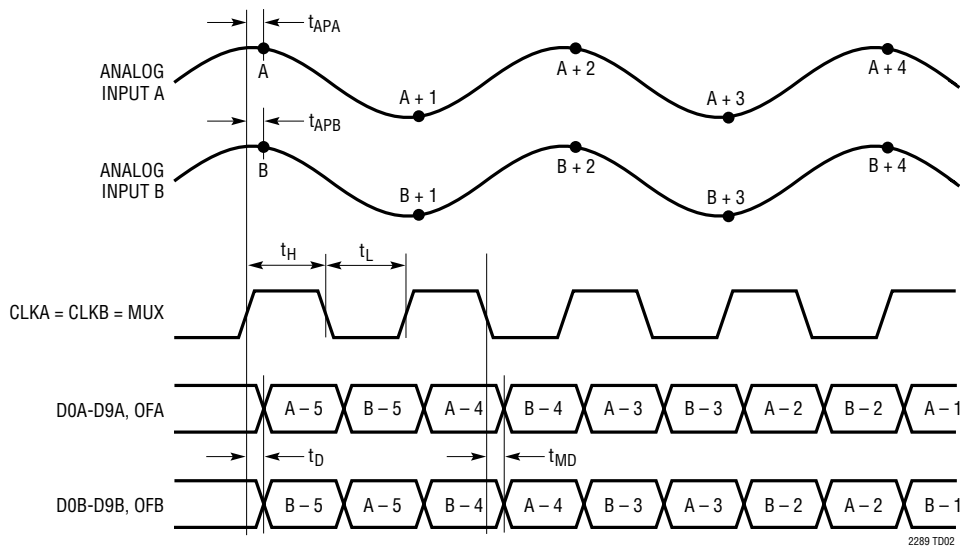 tAPA
ANALOG
INPUT A
A
A + 1
A + 2
A + 3
A + 4
tAPB
ANALOG
INPUT B
B
B + 1
B + 2
B + 3
B + 4
tH
tL
CLKA = CLKB = MUX
D0A-D9A, OFA
A – 5
B – 5
A – 4
B – 4
A – 3
B – 3
A – 2
B – 2
A – 1
tD
tMD
D0B-D9B, OFB
B – 5
A – 5
B – 4
A – 4
B – 3
A – 3
B – 2
A – 2
B – 1
2289 TD02